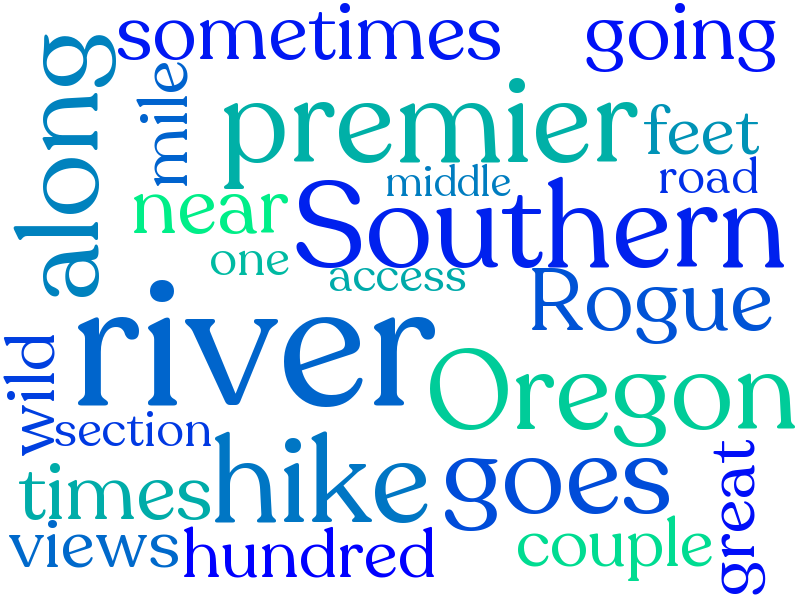 sometimes
going
along
mile
premier
feet
middle
road
near
Southern
one
access
Rogue
river
wild
Oregon
section
hike
goes
times
great
views
hundred
couple